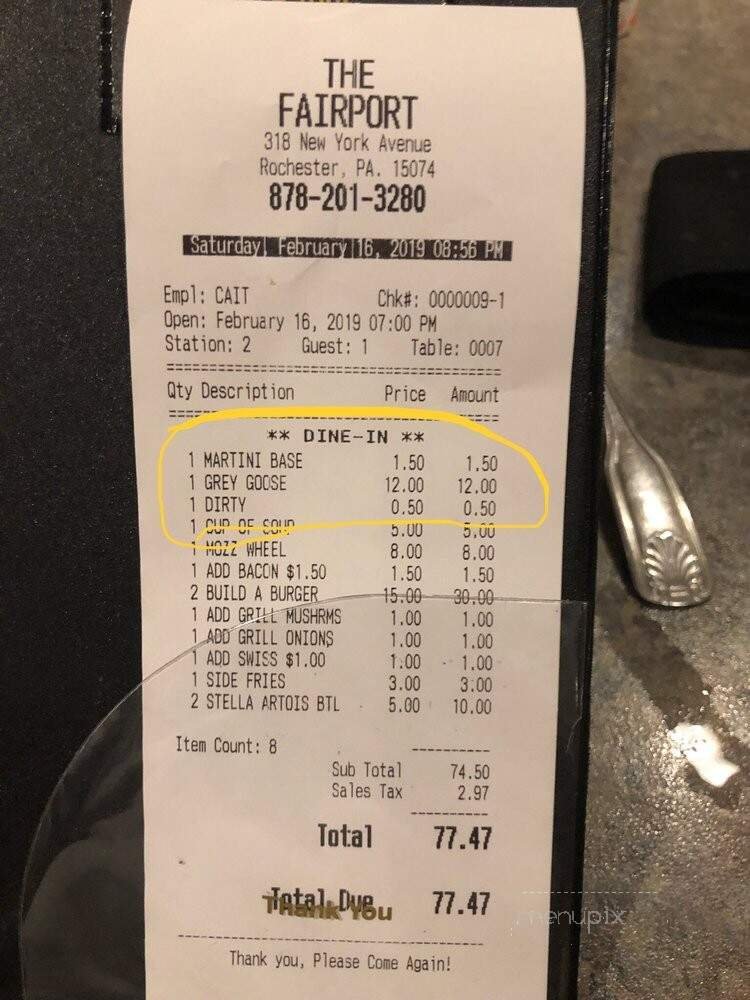 THE
FAIRPORT
318 New York Avenue
Rochester, PA. 15074
878-201-3280
Saturday, February 16, 2019 08:56 PM
Empl: CAIT Chk#: 0000009-1
Open: February 16, 2019 07:00 PM
Station: 2 Guest: 1 Table: 0007
Qty Description Price Amount
** DINE-IN **
1 MARTINI BASE 1.50 1.50
1 GREY GOOSE 12.00 12.00
1 DIRTY 0.50 0.50
1 CUP OF SOUP 5.00 5.00
1 MOZZ WHEEL 8.00 8.00
1 ADD BACON $1.50 1.50 1.50
2 BUILD A BURGER 15.00 30.00
1 ADD GRILL MUSHRMS 1.00 1.00
1 ADD GRILL ONIONS 1.00 1.00
1 ADD SWISS $1.00 1.00 1.00
1 SIDE FRIES 3.00 3.00
2 STELLA ARTOIS BTL 5.00 10.00
Item Count: 8
Sub Total 74.50
Sales Tax 2.97
Total 77.47
Total Due 77.47
Thank You
menupix
Thank you, Please Come Again!